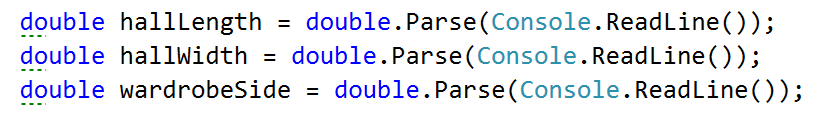 double hallLength = double.Parse(Console.ReadLine());
double hallWidth = double.Parse(Console.ReadLine());
double wardrobeSide = double.Parse(Console.ReadLine());